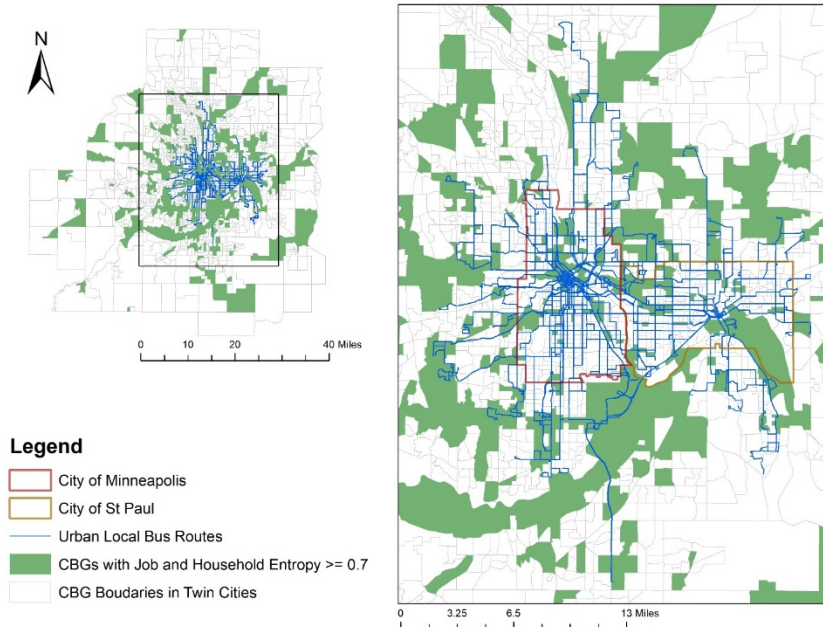 N
0 10 20 40 Miles
Legend
City of Minneapolis
City of St Paul
Urban Local Bus Routes
CBGs with Job and Household Entropy >= 0.7
CBG Boudaries in Twin Cities
0 3.25 6.5 13 Miles